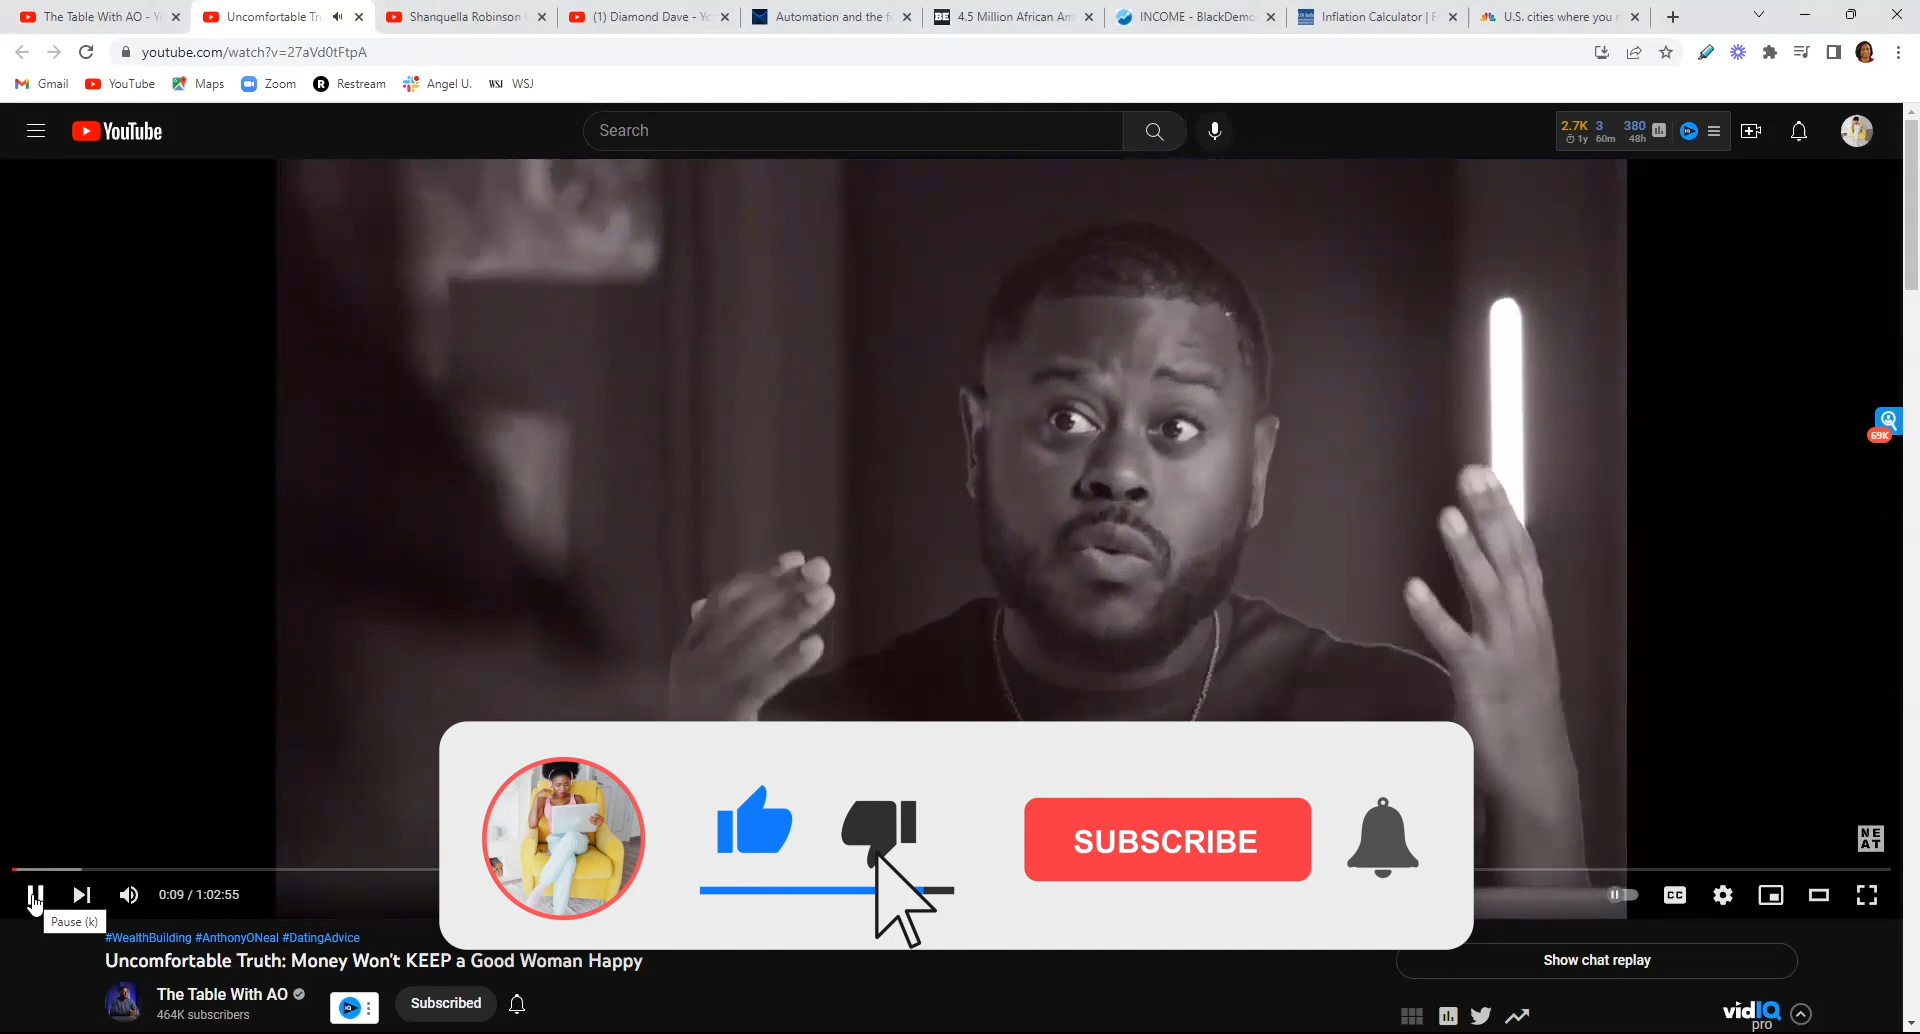 The Table With AO - Y
Uncomfortable Tr
Shanquella Robinson
(1) Diamond Dave - Yo
Automation and the f
BE 4.5 Million African Am
INCOME - BlackDemo
Inflation Calculator | F
U.S. cities where you
youtube.com/watch?v=27aVd0tFtpA
Gmail YouTube Maps Zoom R Restream Angel U. WSJ WSJ
YouTube
Search
2.7K 3 380
1y 60m 48h
69K
NE
AT
SUBSCRIBE
0:09 / 1:02:55
CC
Pause (k)
#WealthBuilding #AnthonyONeal #DatingAdvice
Uncomfortable Truth: Money Won't KEEP a Good Woman Happy
Show chat replay
The Table With AO
464K subscribers
Subscribed
vidIQ
pro